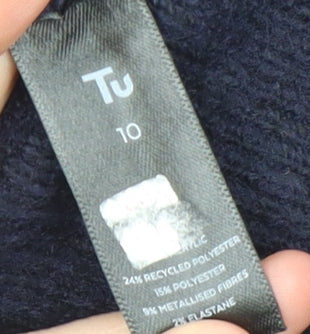 Tu
10
24% RECYCLED POLYESTER
15% POLYESTER
9% METALLISED FIBRES
2% ELASTANE